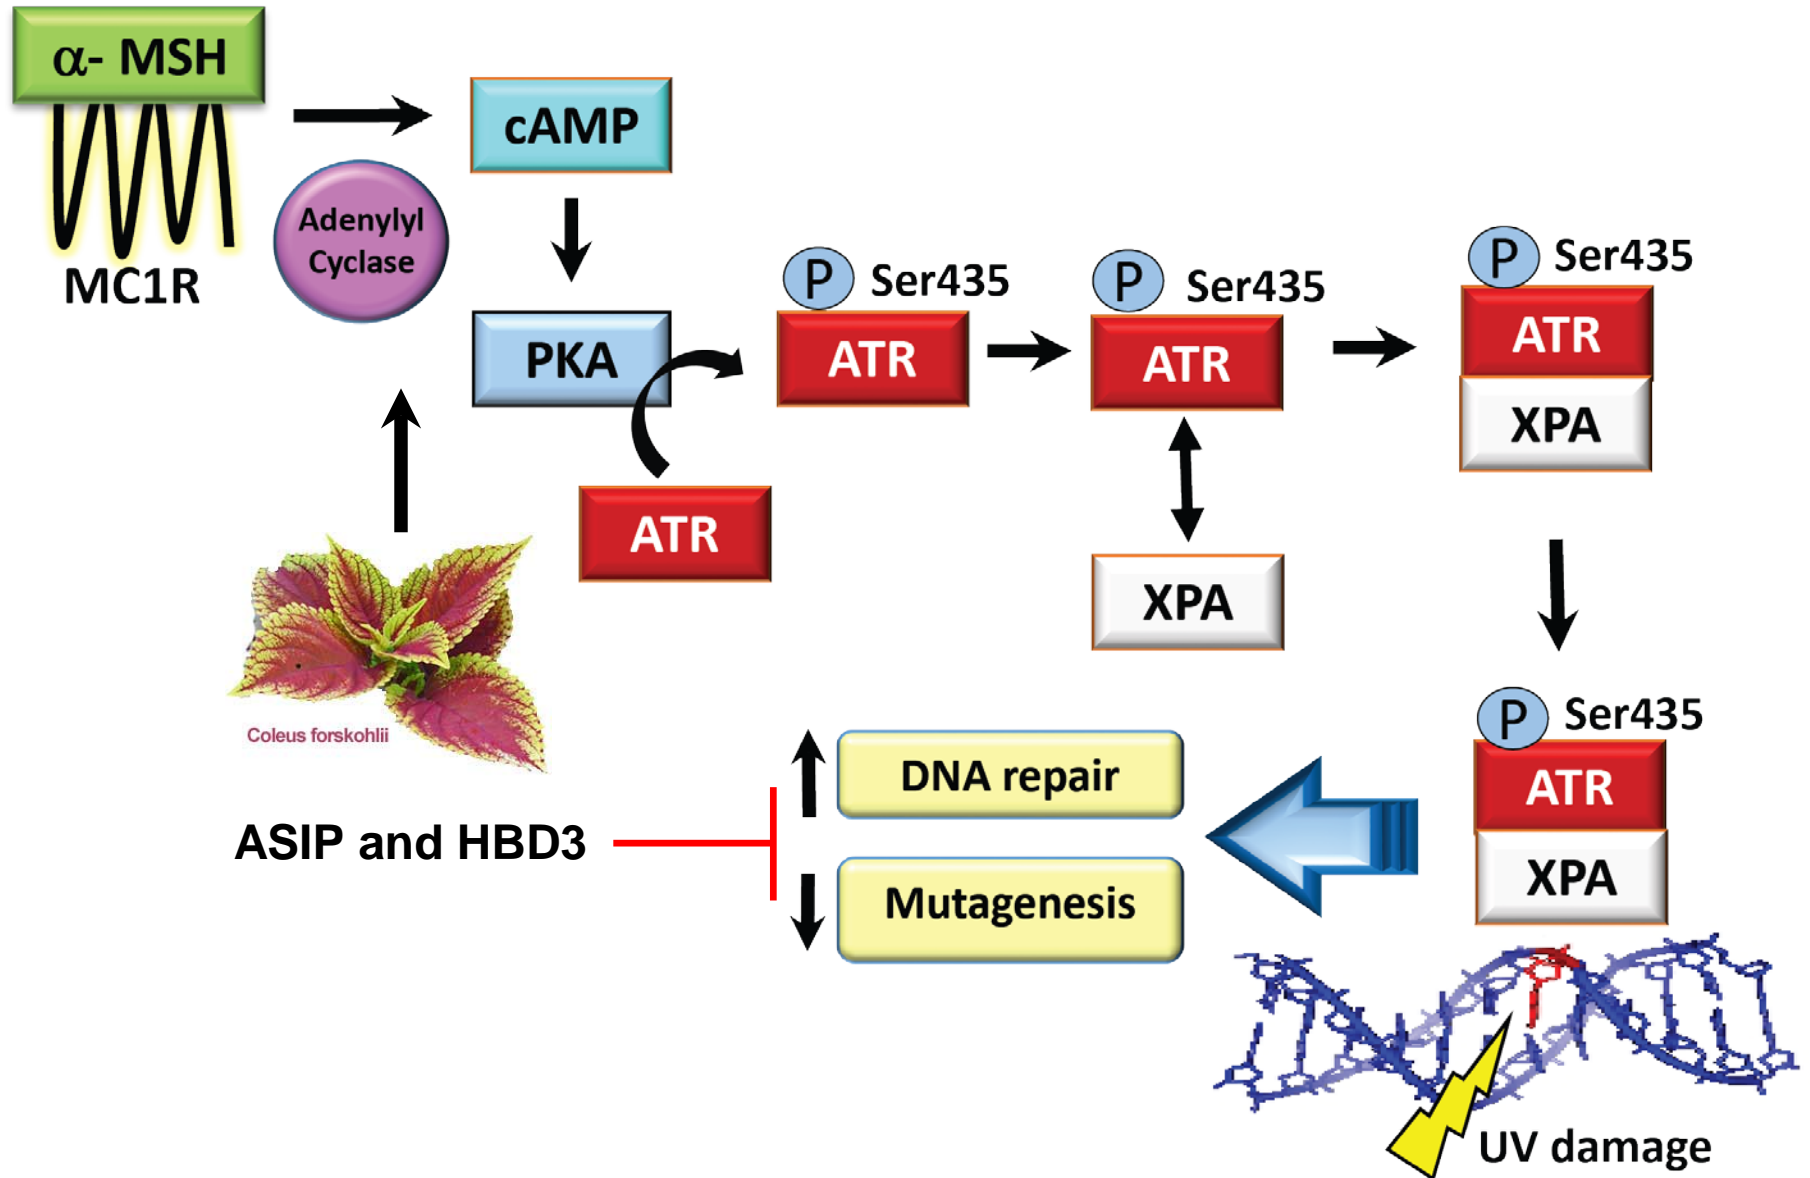 α- MSH
MC1R
Adenylyl
Cyclase
cAMP
PKA
ATR
P
Ser435
ATR
P
Ser435
ATR
XPA
P
Ser435
ATR
XPA
P
Ser435
ATR
XPA
UV damage
DNA repair
Mutagenesis
ASIP and HBD3
Coleus forskohlii